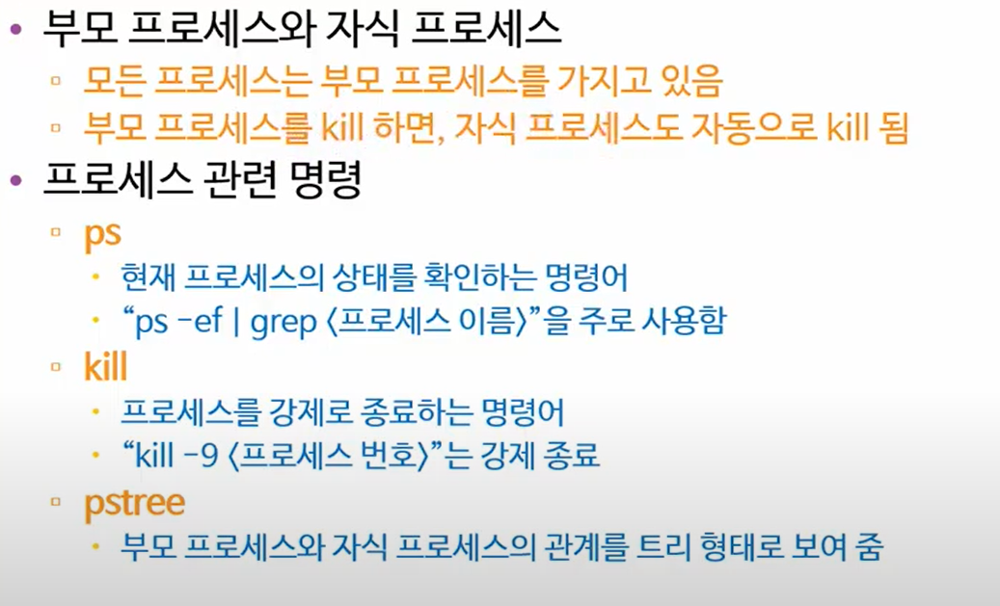 • 부모 프로세스와 자식 프로세스
▫ 모든 프로세스는 부모 프로세스를 가지고 있음
▫ 부모 프로세스를 kill 하면, 자식 프로세스도 자동으로 kill 됨
• 프로세스 관련 명령
▫ ps
• 현재 프로세스의 상태를 확인하는 명령어
• “ps –ef | grep <프로세스 이름>”을 주로 사용함
▫ kill
• 프로세스를 강제로 종료하는 명령어
• “kill –9 <프로세스 번호>”는 강제 종료
▫ pstree
• 부모 프로세스와 자식 프로세스의 관계를 트리 형태로 보여 줌